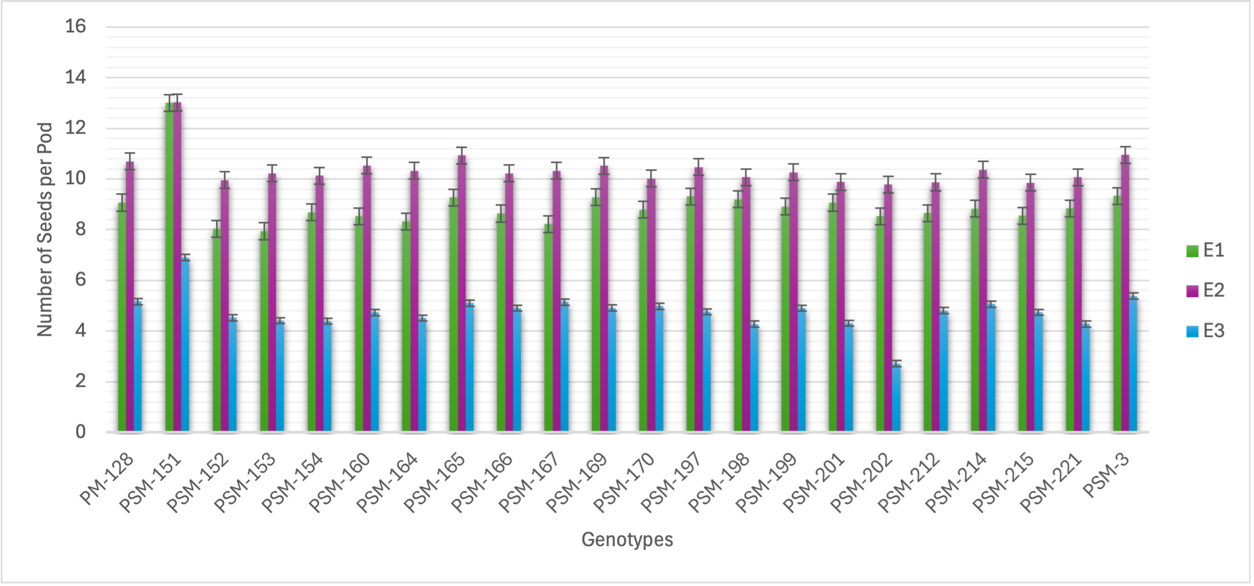 16
14
12
10
8
6
4
2
0
Number of Seeds per Pod
PM-128
PSM-151
PSM-152
PSM-153
PSM-154
PSM-160
PSM-164
PSM-165
PSM-166
PSM-167
PSM-169
PSM-170
PSM-197
PSM-198
PSM-199
PSM-201
PSM-202
PSM-212
PSM-214
PSM-215
PSM-221
PSM-3
Genotypes
E1
E2
E3